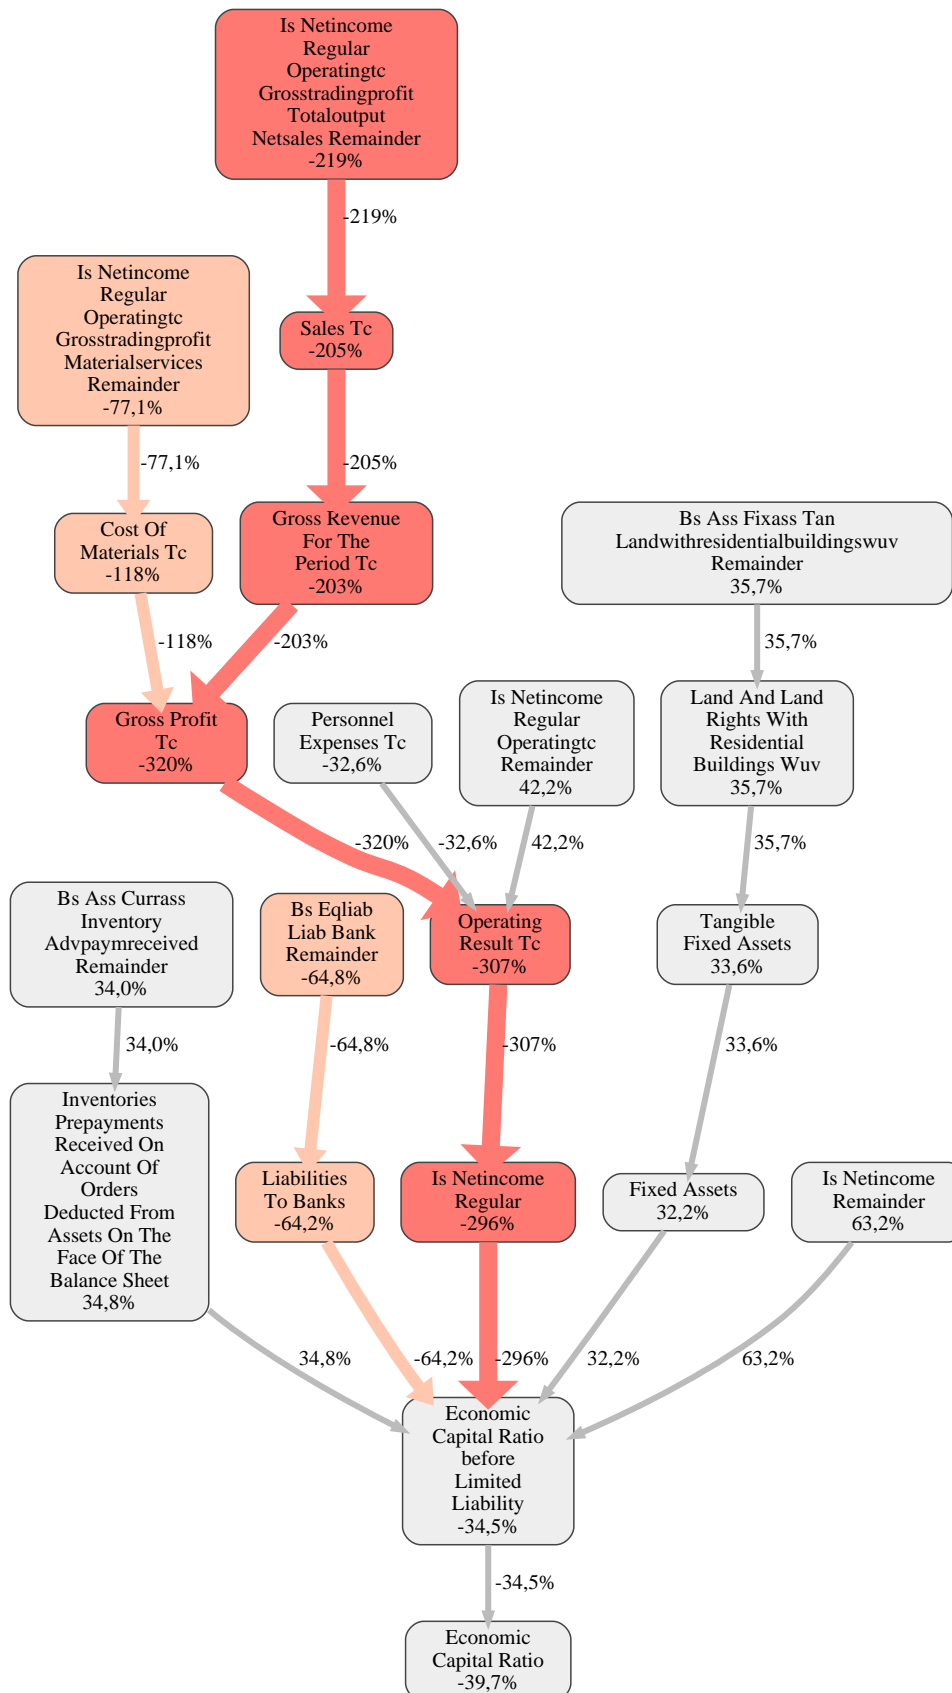 Is Netincome
Regular
Operatingtc
Grosstradingprofit
Totaloutput
Netsales Remainder
-219%
-219%
Is Netincome
Regular
Operatingtc
Grosstradingprofit
Materialservices
Remainder
-77,1%
Sales Tc
-205%
-77,1%
-205%
Cost Of
Materials Tc
-118%
Gross Revenue
For The
Period Tc
-203%
Bs Ass Fixass Tan
Landwithresidentialbuildingswuv
Remainder
35,7%
-118%
-203%
35,7%
Gross Profit
Tc
-320%
Personnel
Expenses Tc
-32,6%
Is Netincome
Regular
Operatingtc
Remainder
42,2%
Land And Land
Rights With
Residential
Buildings Wuv
35,7%
-320%
-32,6%
42,2%
35,7%
Bs Ass Currass
Inventory
Advpaymreceived
Remainder
34,0%
Bs Eqliab
Liab Bank
Remainder
-64,8%
Operating
Result Tc
-307%
Tangible
Fixed Assets
33,6%
34,0%
-64,8%
-307%
33,6%
Inventories
Prepayments
Received On
Account Of
Orders
Deducted From
Assets On The
Face Of The
Balance Sheet
34,8%
Liabilities
To Banks
-64,2%
Is Netincome
Regular
-296%
Fixed Assets
32,2%
Is Netincome
Remainder
63,2%
34,8%
-64,2%
-296%
32,2%
63,2%
Economic
Capital Ratio
before
Limited
Liability
-34,5%
-34,5%
Economic
Capital Ratio
-39,7%